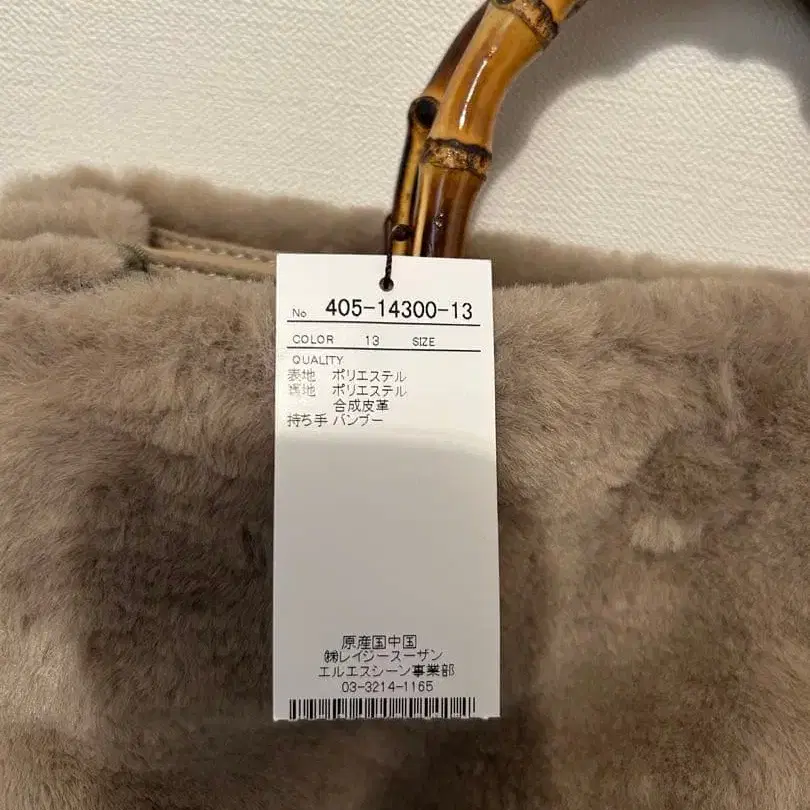 No 405-14300-13
COLOR 13 SIZE
QUALITY
表地 ポリエステル
裏地 ポリエステル
合成皮革
持ち手 バンブー
原産国中国
㈱レイジースーザン
エルエスシーン事業部
03-3214-1165